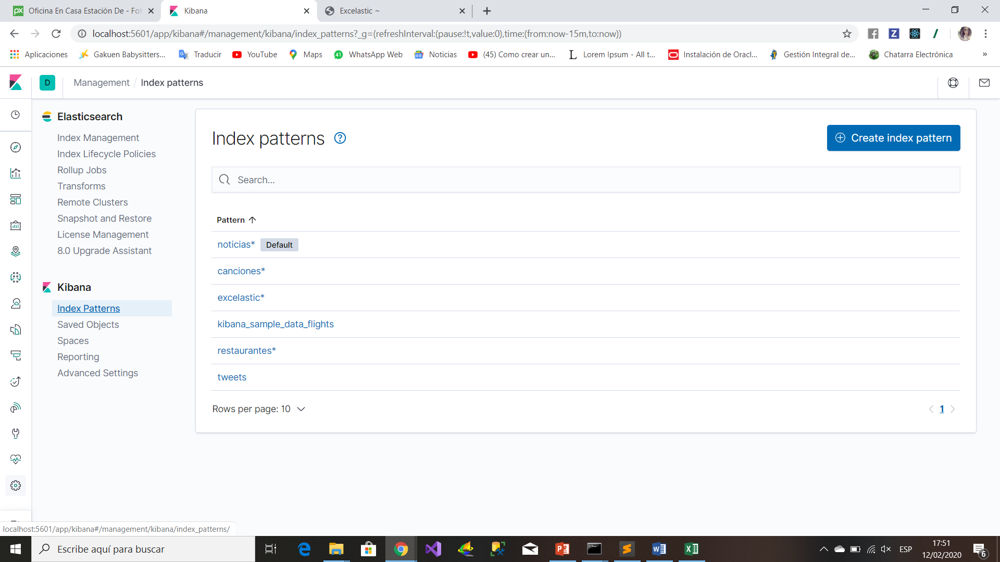 Oficina En Casa Estación De - Fot
Kibana
Excelastic ~
localhost:5601/app/kibana#/management/kibana/index_patterns?_g=(refreshInterval:(pause:!t,value:0),time:(from:now-15m,to:now))
Aplicaciones
Gakuen Babysitters...
Traducir
YouTube
Maps
41
WhatsApp Web
Noticias
(45) Como crear un...
Lorem Ipsum - All t...
Instalación de Oracl...
Gestión Integral de...
Chatarra Electrónica
»
D
Management / Index patterns
Elasticsearch
Index Management
Index Lifecycle Policies
Rollup Jobs
Transforms
Remote Clusters
Snapshot and Restore
License Management
8.0 Upgrade Assistant
Kibana
Index Patterns
Saved Objects
Spaces
Reporting
Advanced Settings
Index patterns
Create index pattern
Search...
Pattern
noticias* Default
canciones*
excelastic*
kibana_sample_data_flights
restaurantes*
tweets
Rows per page: 10
1
localhost:5601/app/kibana#/management/kibana/index_patterns/
Escribe aquí para buscar
ESP
17:51
12/02/2020
6